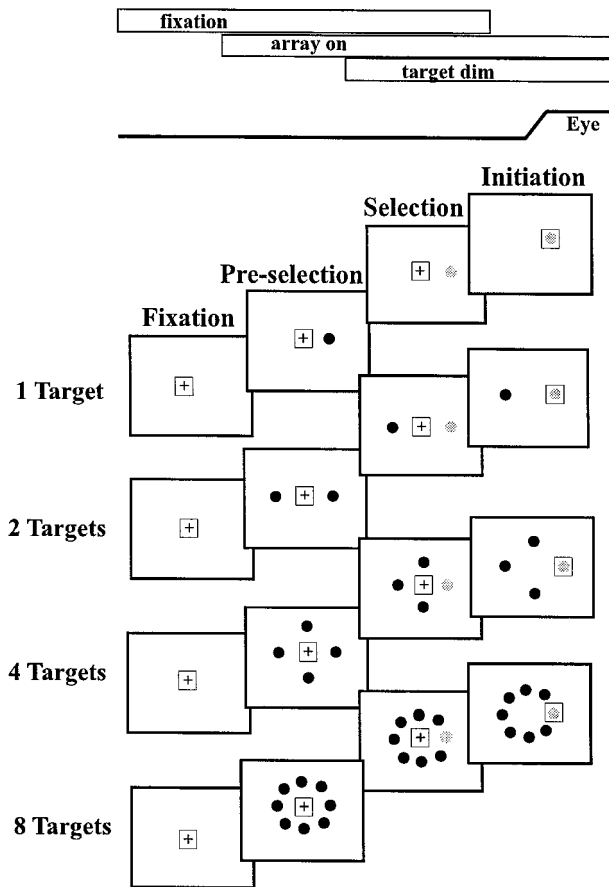 fixation
array on
target dim
Eye
Initiation
Selection
Pre-selection
Fixation
1 Target
2 Targets
4 Targets
8 Targets